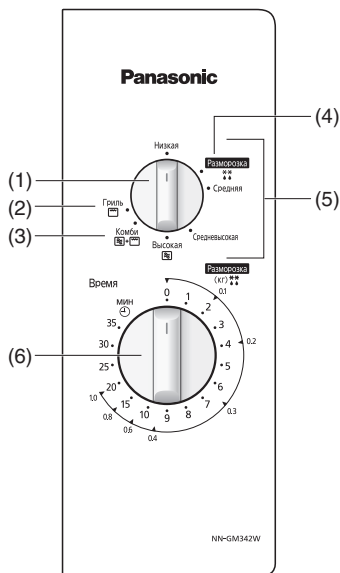 Panasonic
(4)
Низкая
(1)
Разморозка
Средняя
(5)
(2)
Гриль
(3)
Комби
Высокая
Средневысокая
Разморозка
(кг)
Время
мин
0
1
2
3
4
5
6
7
8
9
10
15
20
25
30
35
0.1
0.2
0.3
0.4
0.6
0.8
1.0
(6)
NN-GM342W